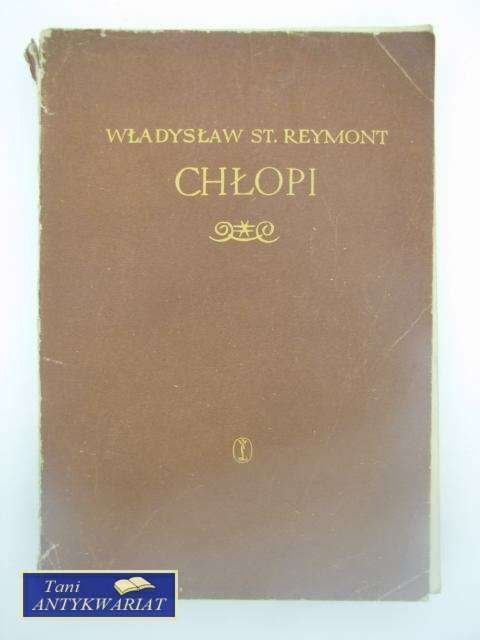 WŁADYSŁAW ST. REYMONT
CHŁOPI
Tani
ANTYKWARIAT